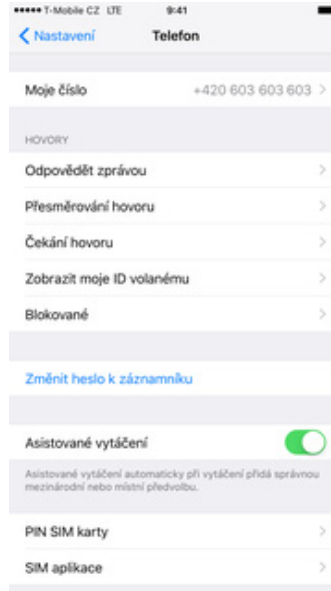 T-Mobile CZ LTE 9:41
Nastavení Telefon
Moje číslo +420 603 603 603
HOVORY
Odpovědět zprávou
Přesměrování hovoru
Čekání hovoru
Zobrazit moje ID volanému
Blokované
Změnit heslo k záznamníku
Asistované vytáčení
Asistované vytáčení automaticky při vytáčení přidá správnou
mezinárodní nebo místní předvolbu.
PIN SIM karty
SIM aplikace